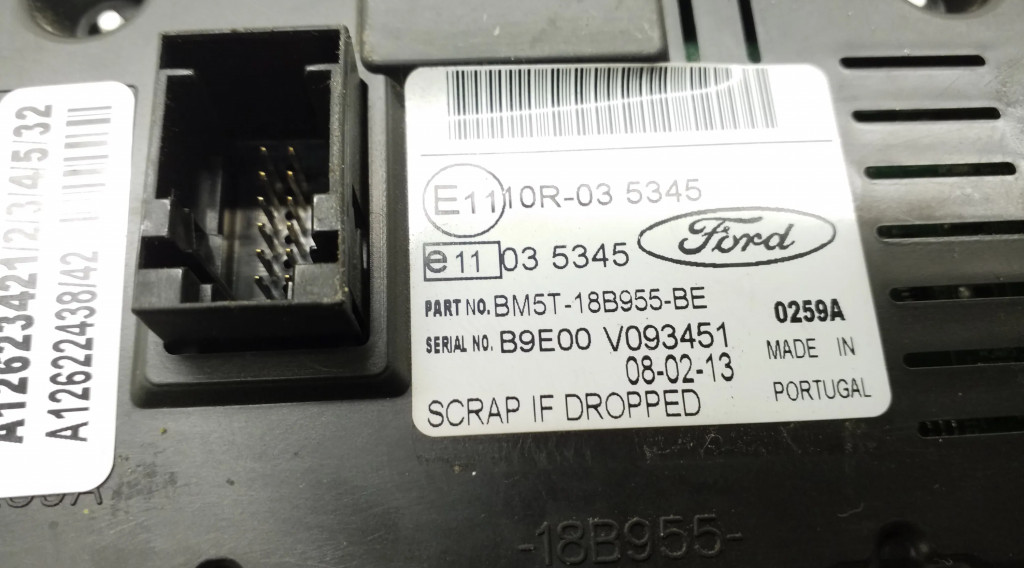 A12623421/2/3/4/5/32
A12622438/42
E11 10R-03 5345
e11 03 5345
Ford
PART NO. BM5T-18B955-BE
0259A
SERIAL NO. B9E00 V093451
MADE IN
08-02-13
PORTUGAL
SCRAP IF DROPPED
-18B955-